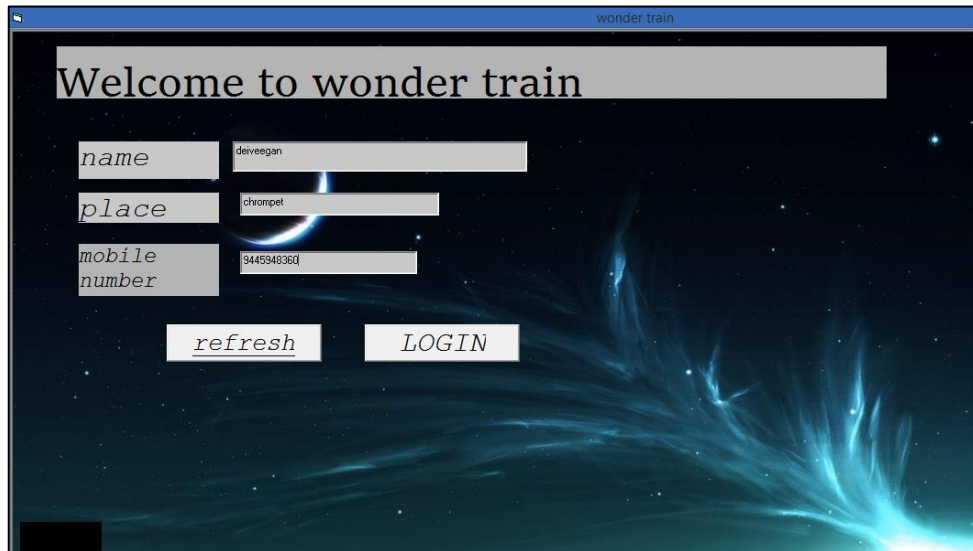 wonder train
Welcome to wonder train
name
deiveegan
place
chrompet
mobile
number
9445948360
refresh
LOGIN